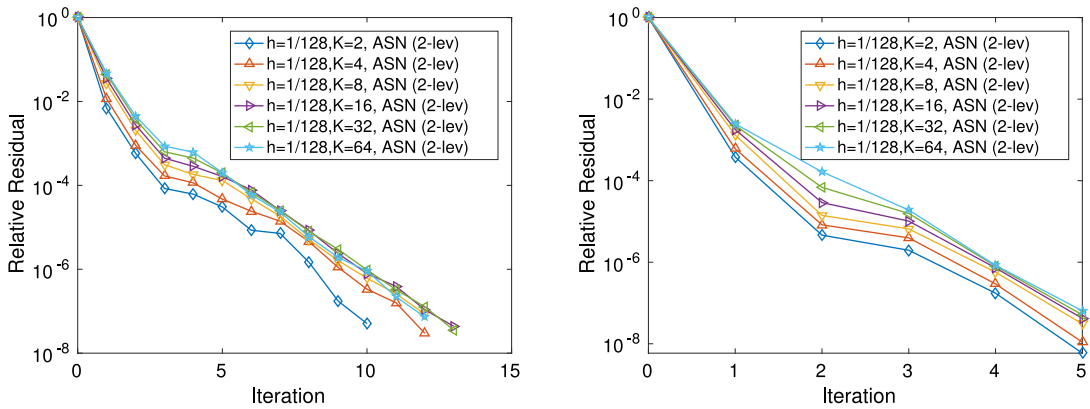 10^0
10^-2
10^-4
10^-6
10^-8
Relative Residual
h=1/128,K=2, ASN (2-lev)
h=1/128,K=4, ASN (2-lev)
h=1/128,K=8, ASN (2-lev)
h=1/128,K=16, ASN (2-lev)
h=1/128,K=32, ASN (2-lev)
h=1/128,K=64, ASN (2-lev)
0 5 10 15
Iteration
10^0
10^-2
10^-4
10^-6
10^-8
Relative Residual
h=1/128,K=2, ASN (2-lev)
h=1/128,K=4, ASN (2-lev)
h=1/128,K=8, ASN (2-lev)
h=1/128,K=16, ASN (2-lev)
h=1/128,K=32, ASN (2-lev)
h=1/128,K=64, ASN (2-lev)
0 1 2 3 4 5
Iteration